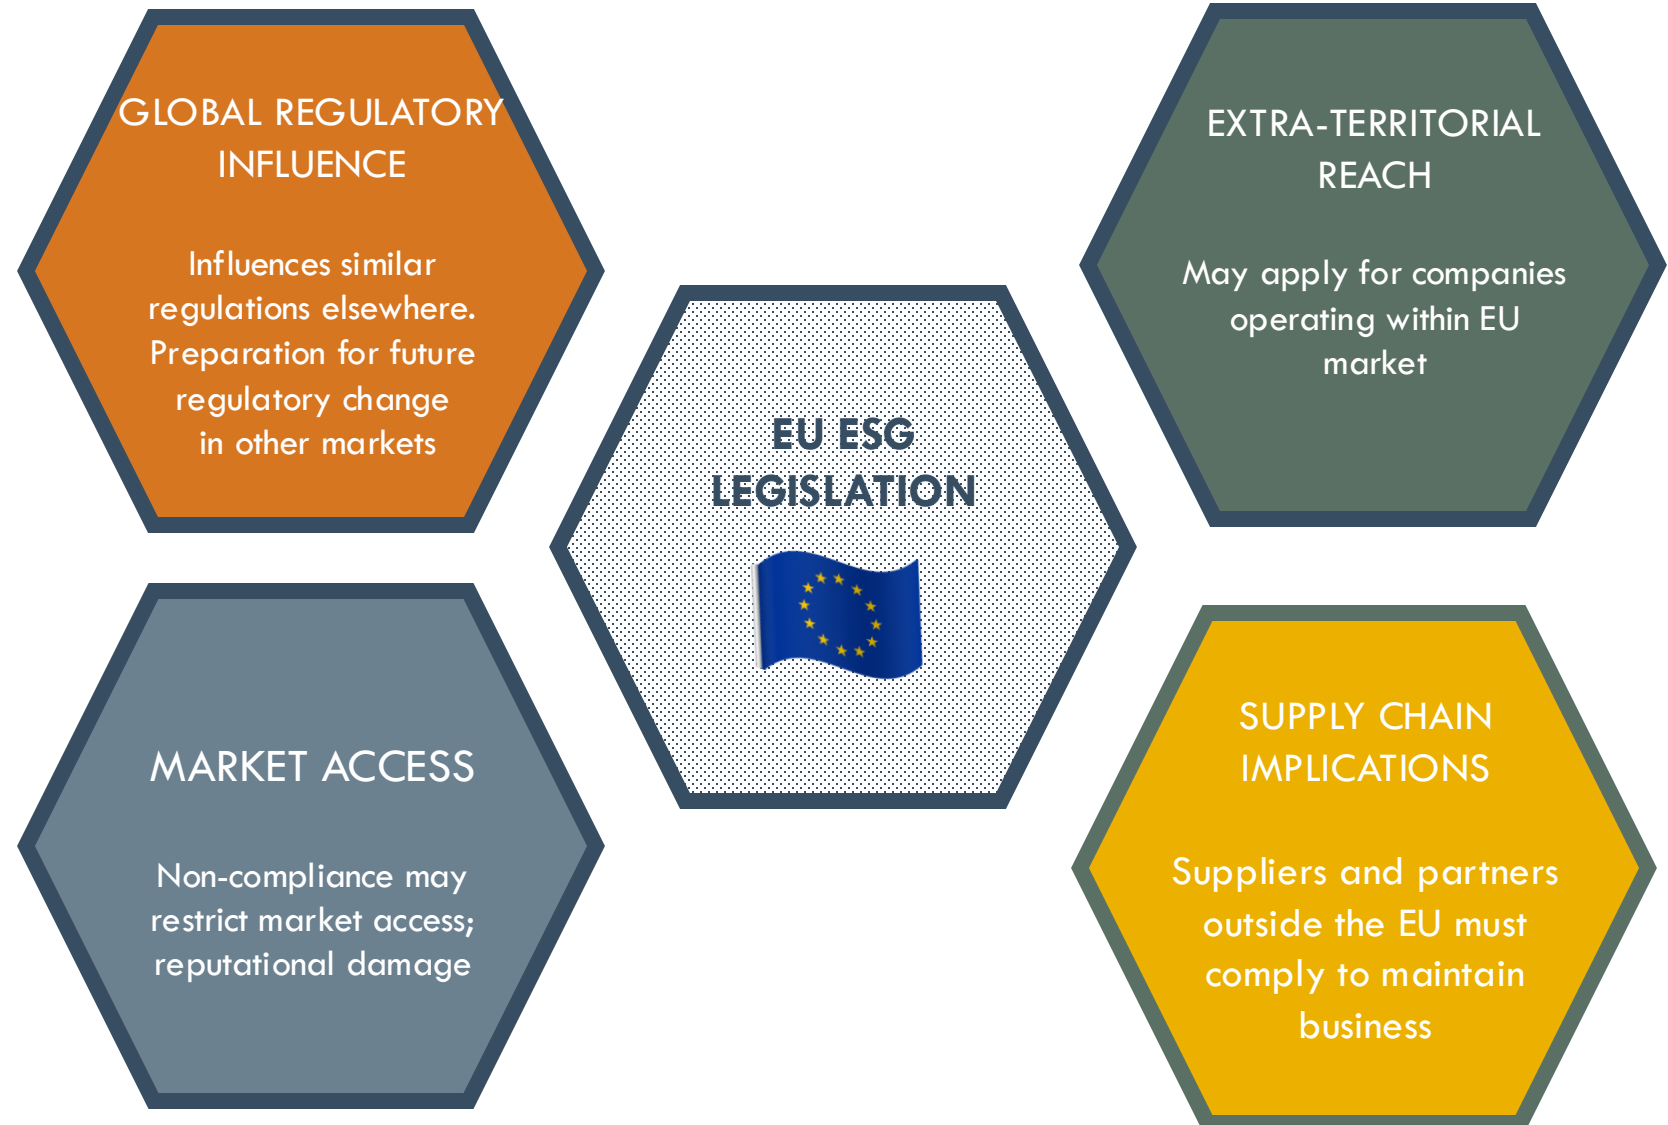 GLOBAL REGULATORY
INFLUENCE
Influences similar
regulations elsewhere.
Preparation for future
regulatory change
in other markets
EXTRA-TERRITORIAL
REACH
May apply for companies
operating within EU
market
EU ESG
LEGISLATION
MARKET ACCESS
Non-compliance may
restrict market access;
reputational damage
SUPPLY CHAIN
IMPLICATIONS
Suppliers and partners
outside the EU must
comply to maintain
business